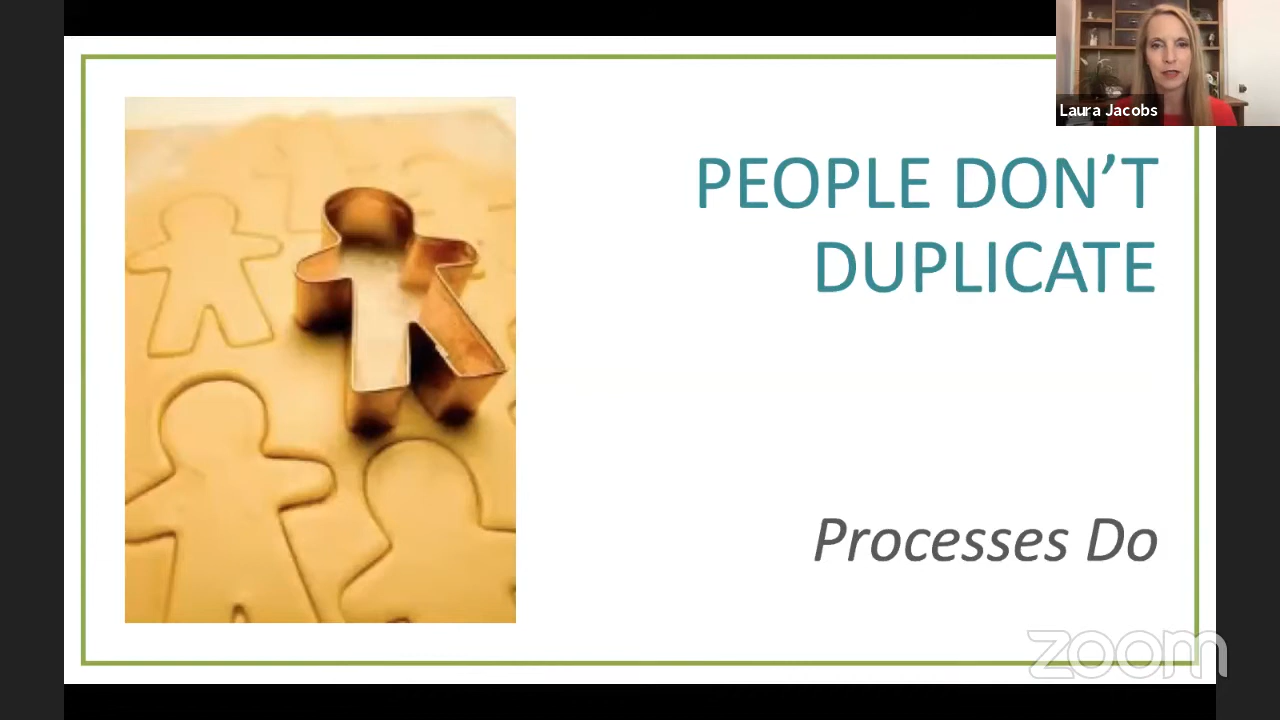 Laura Jacobs
PEOPLE DON’T
DUPLICATE
Processes Do
zoom